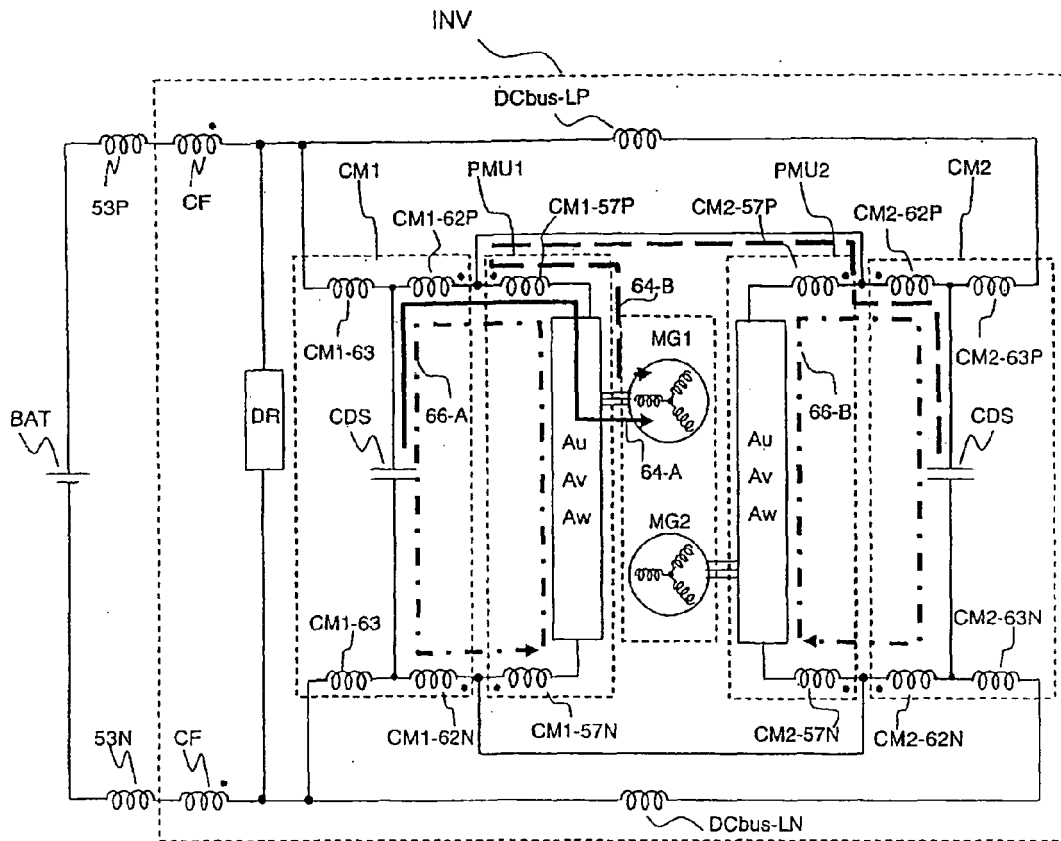 INV
DCbus-LP
53P
CF
CM1
PMU1
PMU2
CM2
CM1-62P
CM1-57P
CM2-57P
CM2-62P
64-B
CM1-63
MG1
CM2-63P
BAT
DR
CDS
66-A
Au
Av
Aw
64-A
66-B
Au
Av
Aw
CDS
MG2
CM1-63
CM2-63N
53N
CF
CM1-62N
CM1-57N
CM2-57N
CM2-62N
DCbus-LN